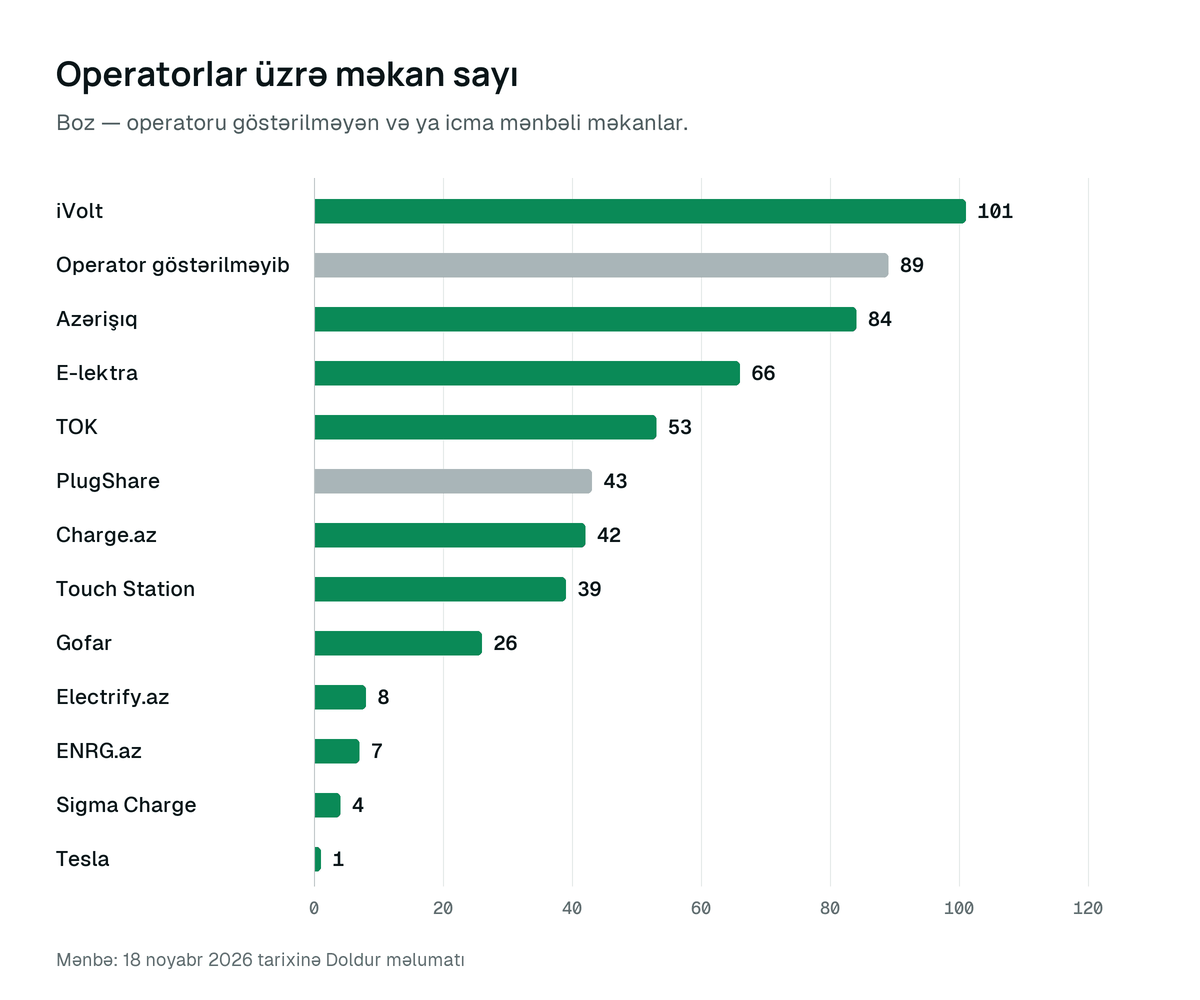 Operatorlar üzrə məkan sayı
Boz — operatoru göstərilməyən və ya icma mənbəli məkanlar.
iVolt 101
Operator göstərilməyib 89
Azərişıq 84
E-lektra 66
TOK 53
PlugShare 43
Charge.az 42
Touch Station 39
Gofar 26
Electrify.az 8
ENRG.az 7
Sigma Charge 4
Tesla 1
0 20 40 60 80 100 120
Mənbə: 18 noyabr 2026 tarixinə Doldur məlumatı